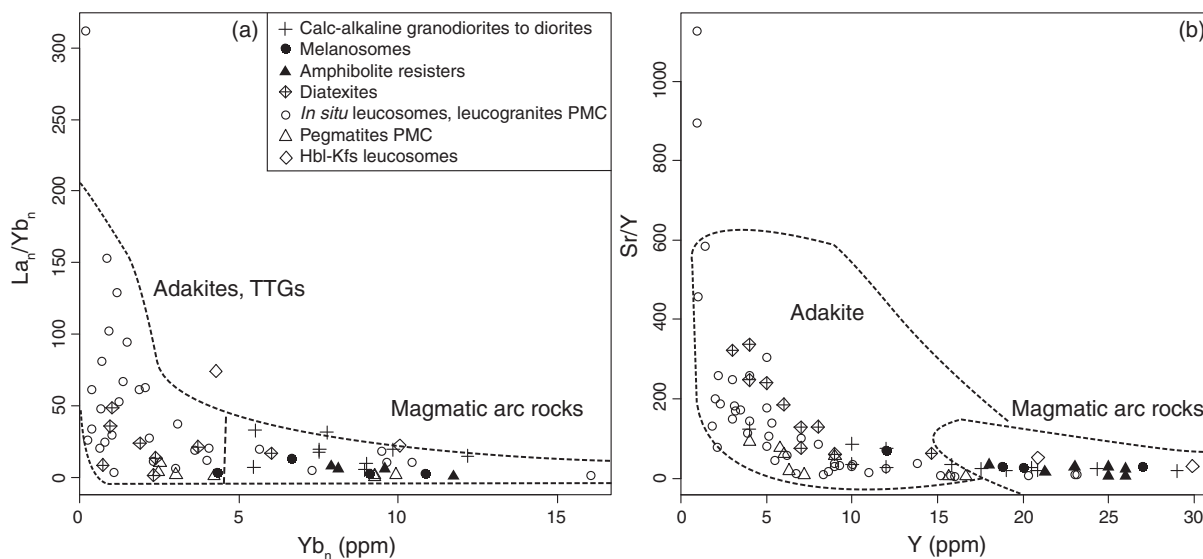 (a)
Calc-alkaline granodiorites to diorites
Melanosomes
Amphibolite resisters
Diatexites
In situ leucosomes, leucogranites PMC
Pegmatites PMC
Hbl-Kfs leucosomes
Adakites, TTGs
Magmatic arc rocks
Laₙ/Ybₙ
300
250
200
150
100
50
0
0 5 10 15
Ybₙ (ppm)
(b)
Adakite
Magmatic arc rocks
Sr/Y
1000
800
600
400
200
0
0 5 10 15 20 25 30
Y (ppm)